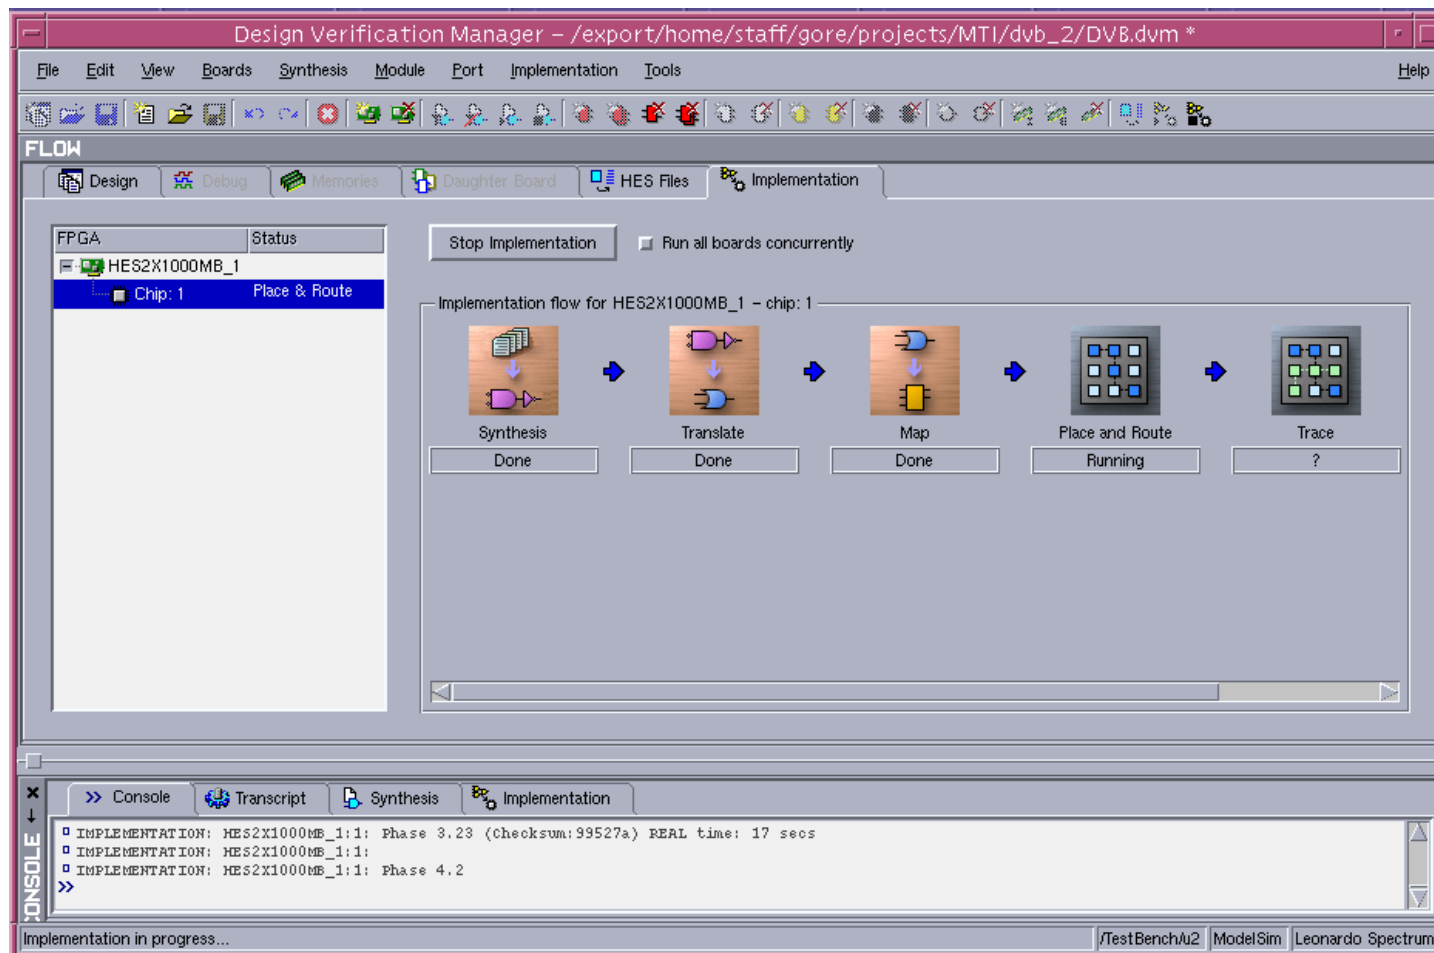 Design Verification Manager – /export/home/staff/gore/projects/MTI/dvb_2/DVB.dvm *
File Edit View Boards Synthesis Module Port Implementation Tools Help
FLOW
Design Debug Memories Daughter Board HES Files Implementation
FPGA Status
HES2X1000MB_1
Chip: 1 Place & Route
Stop Implementation Run all boards concurrently
Implementation flow for HES2X1000MB_1 – chip: 1
Synthesis Translate Map Place and Route Trace
Done Done Done Running ?
Console Transcript Synthesis Implementation
IMPLEMENTATION: HES2X1000MB_1:1: Phase 3.23 (Checksum:99527a) REAL time: 17 secs
IMPLEMENTATION: HES2X1000MB_1:1:
IMPLEMENTATION: HES2X1000MB_1:1: Phase 4.2
>>
CONSOLE
Implementation in progress... /TestBench/u2 ModelSim Leonardo Spectrum